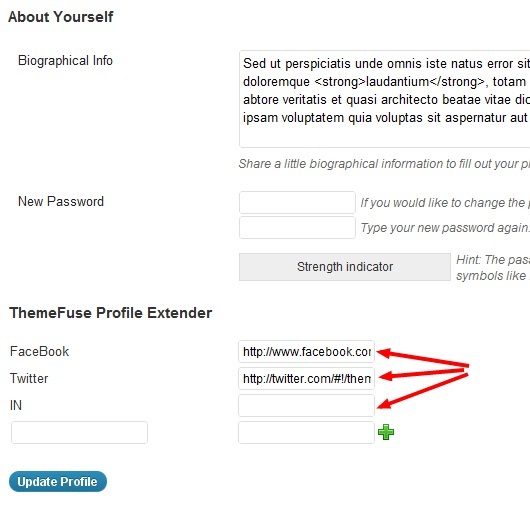 About Yourself
Biographical Info
Sed ut perspiciatis unde omnis iste natus error sit
doloremque <strong>laudantium</strong>, totam
abtore veritatis et quasi architecto beatae vitae dic
ipsam voluptatem quia voluptas sit aspernatur aut
Share a little biographical information to fill out your p
New Password
If you would like to change the p
Type your new password again.
Strength indicator
Hint: The pas
symbols like
ThemeFuse Profile Extender
FaceBook
http://www.facebook.cor
Twitter
http://twitter.com/#!/them
IN
Update Profile